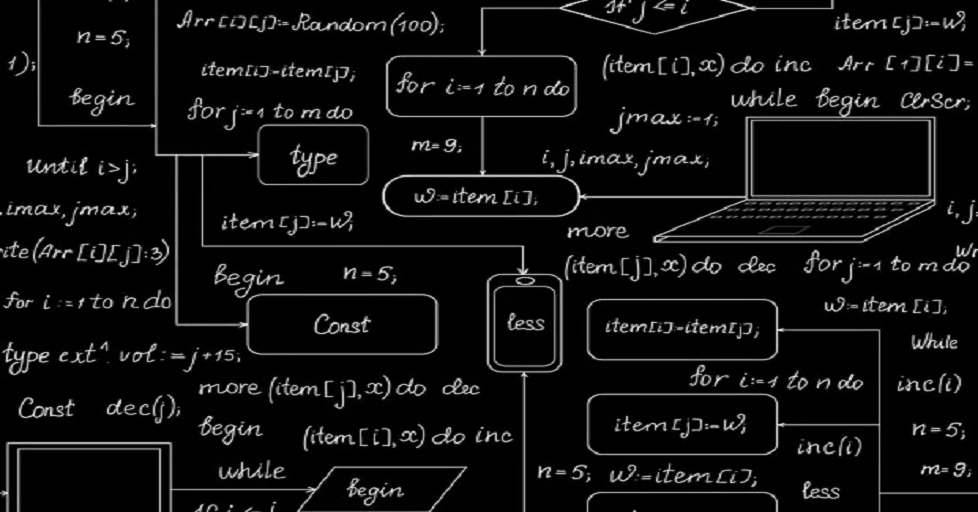 if j <= i
Arr[i][j]:=Random(100);
item[j]:=w;
n=5;
1);
item[i]=item[j];
for i:=1 to n do
(item[i],x) do inc
Arr [1][i]=
begin
for j:=1 to m do
while begin ClrScr;
jmax:=1;
type
m=9;
i, j, imax, jmax;
Until i>j;
.imax, jmax;
w:=item [i];
i, j
item[j]:=w;
more
rite(Arr[i][j]:3)
Begin
n=5;
(item[j],x) do dec
for j:=1 to m do
Wr
for i:=1 to n do
Const
less
item[i]=item[j];
w:=item [i];
while
type ext^ vol:=j+15;
more (item[j],x) do dec
for i:=1 to n do
inc(i)
Const dec(j);
begin
(item[i],x) do inc
item[j]:=w;
inc(i)
n=5;
while
begin
n=5; w:=item[i];
m=9;
less